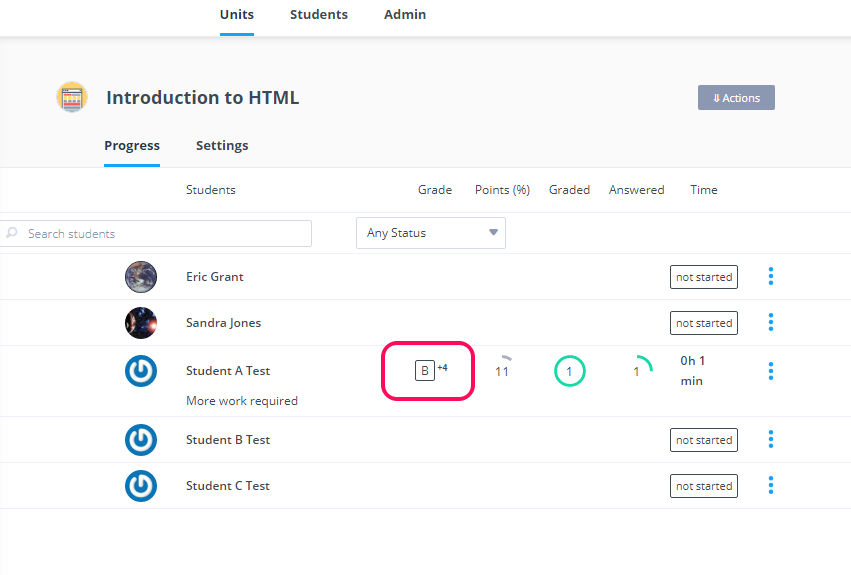 Units Students Admin
Introduction to HTML
⇓ Actions
Progress Settings
Students Grade Points (%) Graded Answered Time
Search students Any Status
Eric Grant not started
Sandra Jones not started
Student A Test B +4 11 1 1 0h 1 min
More work required
Student B Test not started
Student C Test not started